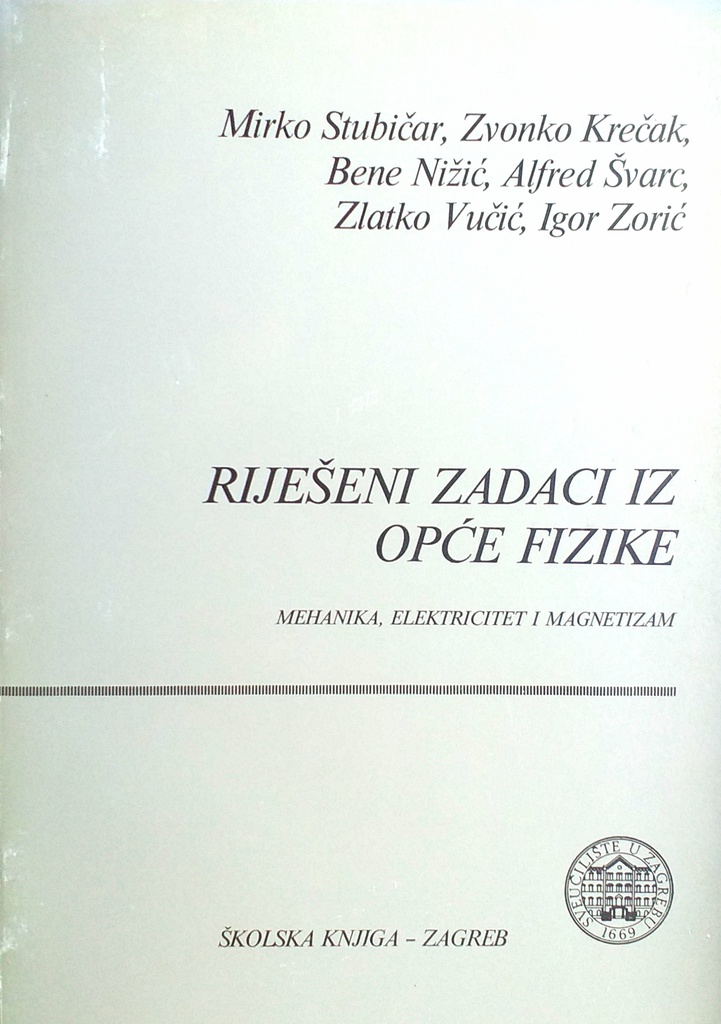 Mirko Stubičar, Zvonko Krečak,
Bene Nižić, Alfred Švarc,
Zlatko Vučić, Igor Zorić
RIJEŠENI ZADACI IZ
OPĆE FIZIKE
MEHANIKA, ELEKTRICITET I MAGNETIZAM
SVEUČILIŠTE U ZAGREBU
1669
ŠKOLSKA KNJIGA – ZAGREB